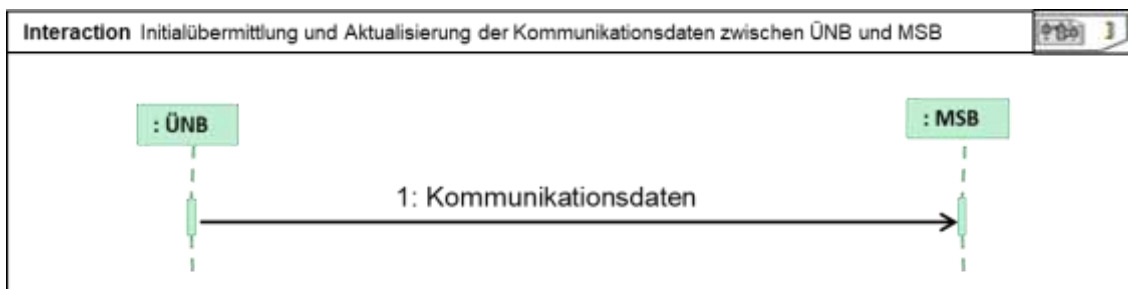 Interaction Initialübermittlung und Aktualisierung der Kommunikationsdaten zwischen ÜNB und MSB
: ÜNB
: MSB
1: Kommunikationsdaten